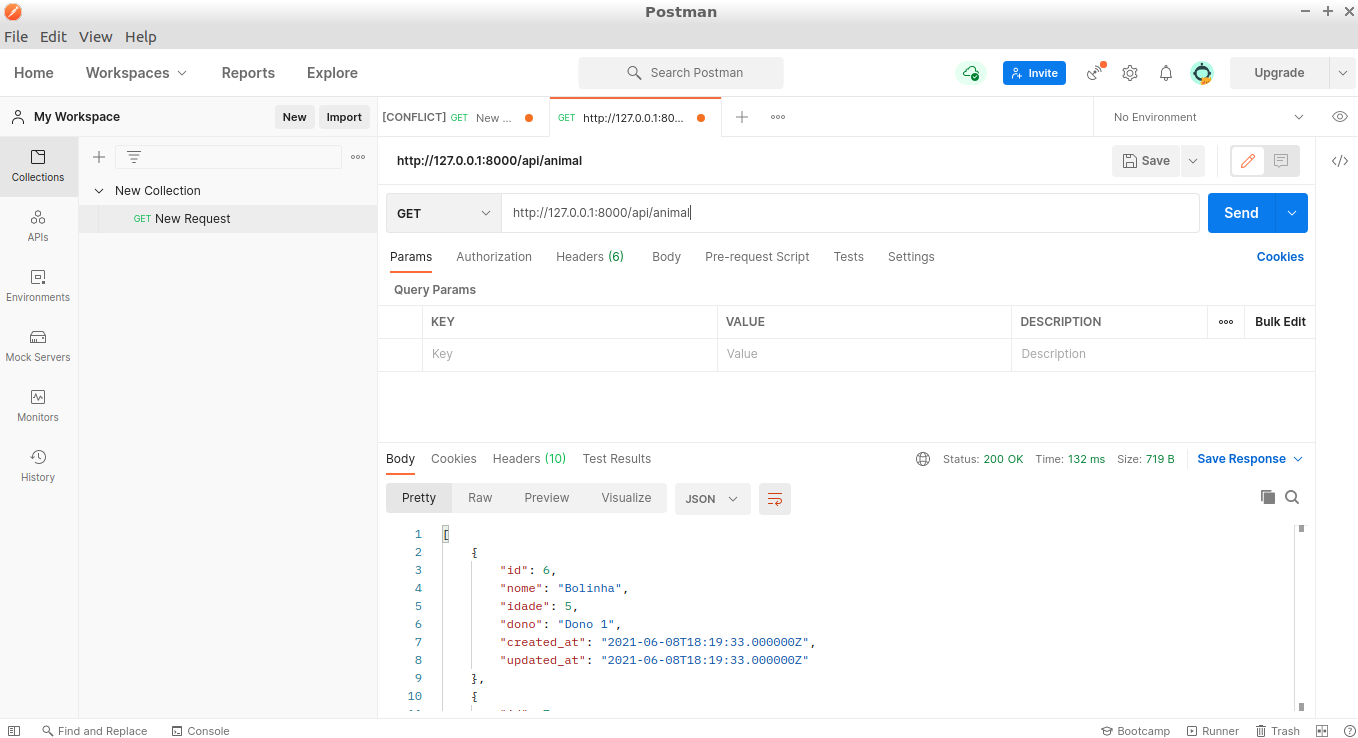 Postman
File Edit View Help
Home Workspaces Reports Explore Search Postman Invite Upgrade
My Workspace New Import
[CONFLICT] GET New ... GET http://127.0.0.1:80... No Environment
Collections
APIs
Environments
Mock Servers
Monitors
History
New Collection
GET New Request
http://127.0.0.1:8000/api/animal Save
GET http://127.0.0.1:8000/api/animal Send
Params Authorization Headers (6) Body Pre-request Script Tests Settings Cookies
Query Params
KEY VALUE DESCRIPTION Bulk Edit
Key Value Description
Body Cookies Headers (10) Test Results Status: 200 OK Time: 132 ms Size: 719 B Save Response
Pretty Raw Preview Visualize JSON
1 [
2 {
3 "id": 6,
4 "nome": "Bolinha",
5 "idade": 5,
6 "dono": "Dono 1",
7 "created_at": "2021-06-08T18:19:33.000000Z",
8 "updated_at": "2021-06-08T18:19:33.000000Z"
9 },
10 {
Find and Replace Console Bootcamp Runner Trash